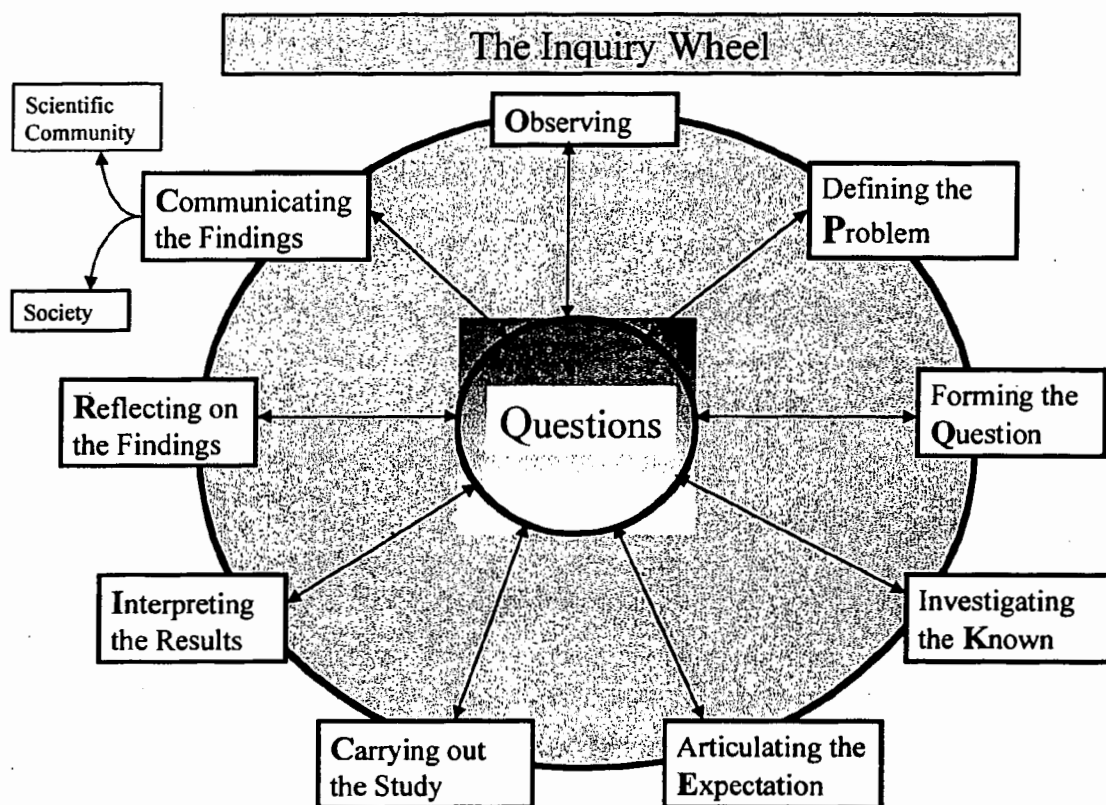 The Inquiry Wheel
Observing
Scientific
Community
Communicating
the Findings
Society
Defining the
Problem
Reflecting on
the Findings
Questions
Forming the
Question
Interpreting
the Results
Investigating
the Known
Carrying out
the Study
Articulating the
Expectation